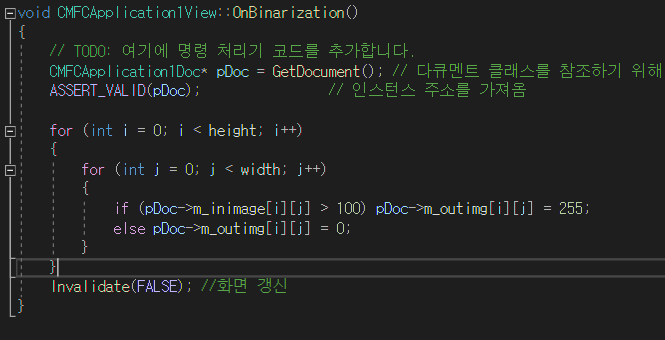 void CMFCApplication1View::OnBinarization()
{
// TODO: 여기에 명령 처리기 코드를 추가합니다.
CMFCApplication1Doc* pDoc = GetDocument(); // 다큐멘트 클래스를 참조하기 위해
ASSERT_VALID(pDoc); // 인스턴스 주소를 가져옴
for (int i = 0; i < height; i++)
{
for (int j = 0; j < width; j++)
{
if (pDoc->m_inimage[i][j] > 100) pDoc->m_outimg[i][j] = 255;
else pDoc->m_outimg[i][j] = 0;
}
}
Invalidate(FALSE); //화면 갱신
}